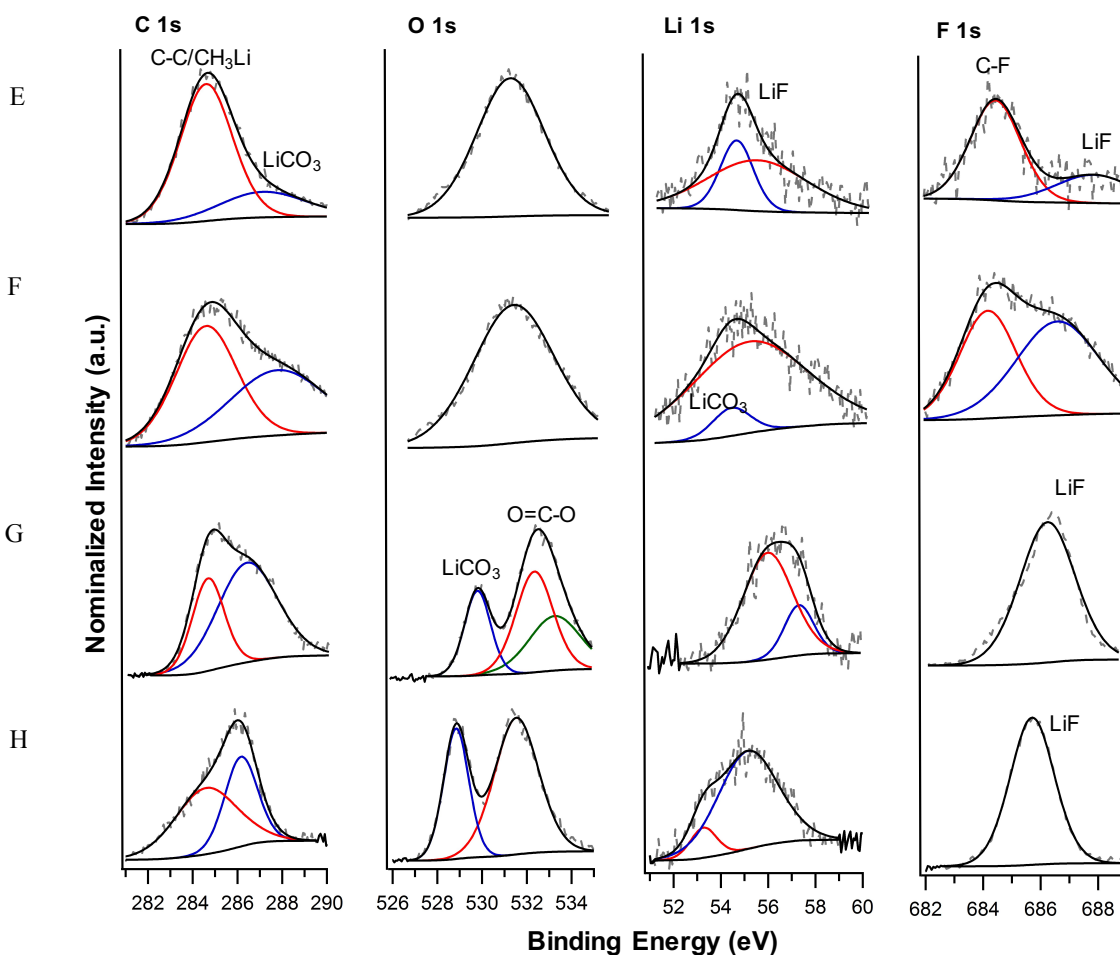 C 1s
O 1s
Li 1s
F 1s
E
C-C/CH₃Li
LiCO₃
LiF
C-F
LiF
F
LiCO₃
G
LiCO₃
O=C-O
LiF
H
LiF
Nominalized Intensity (a.u.)
282 284 286 288 290
526 528 530 532 534
52 54 56 58 60
682 684 686 688
Binding Energy (eV)